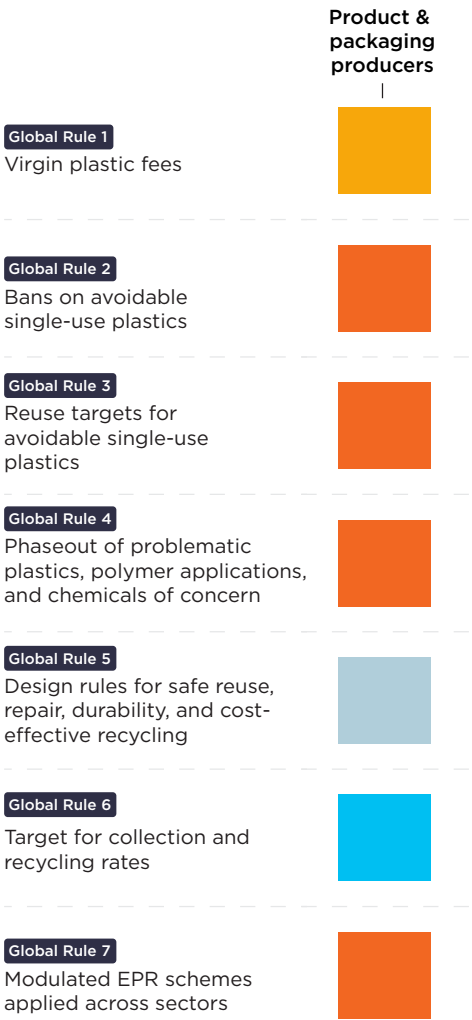 Product &
packaging
producers
Global Rule 1
Virgin plastic fees
Global Rule 2
Bans on avoidable
single-use plastics
Global Rule 3
Reuse targets for
avoidable single-use
plastics
Global Rule 4
Phaseout of problematic
plastics, polymer applications,
and chemicals of concern
Global Rule 5
Design rules for safe reuse,
repair, durability, and cost-
effective recycling
Global Rule 6
Target for collection and
recycling rates
Global Rule 7
Modulated EPR schemes
applied across sectors